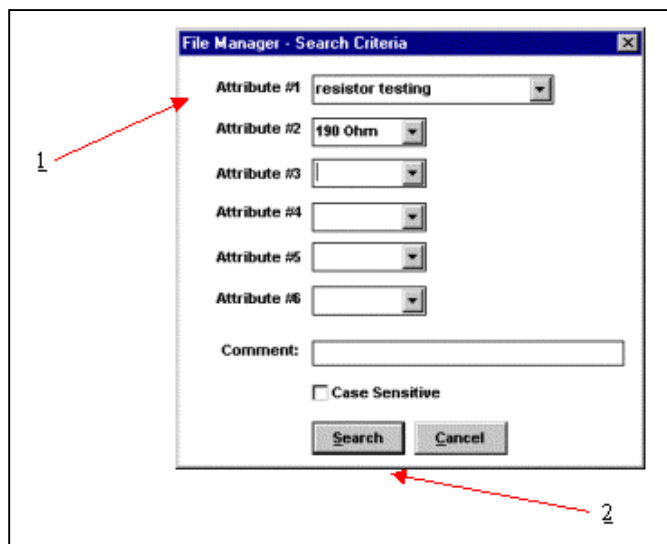 File Manager - Search Criteria
Attribute #1 resistor testing
1
Attribute #2 190 Ohm
Attribute #3
Attribute #4
Attribute #5
Attribute #6
Comment:
Case Sensitive
Search Cancel
2